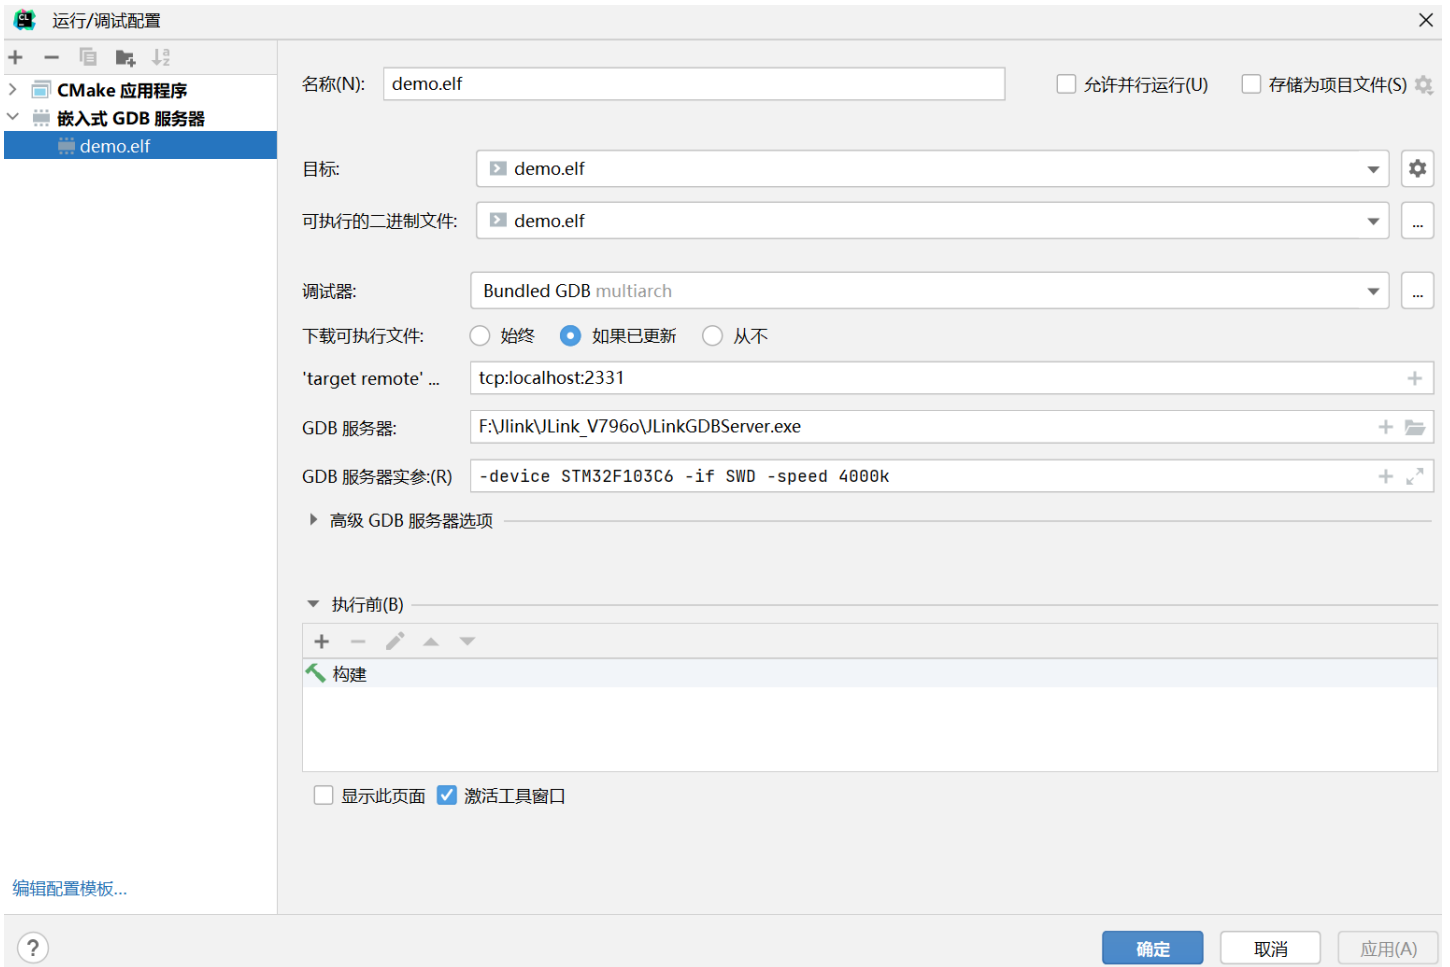 运行/调试配置
CMake 应用程序
嵌入式 GDB 服务器
demo.elf
编辑配置模板...
名称(N): demo.elf 允许并行运行(U) 存储为项目文件(S)
目标: demo.elf
可执行的二进制文件: demo.elf ...
调试器: Bundled GDB multiarch ...
下载可执行文件: 始终 如果已更新 从不
'target remote' ... tcp:localhost:2331
GDB 服务器: F:\Jlink\JLink_V796o\JLinkGDBServer.exe
GDB 服务器实参:(R) -device STM32F103C6 -if SWD -speed 4000k
高级 GDB 服务器选项
执行前(B)
构建
显示此页面 激活工具窗口
? 确定 取消 应用(A)